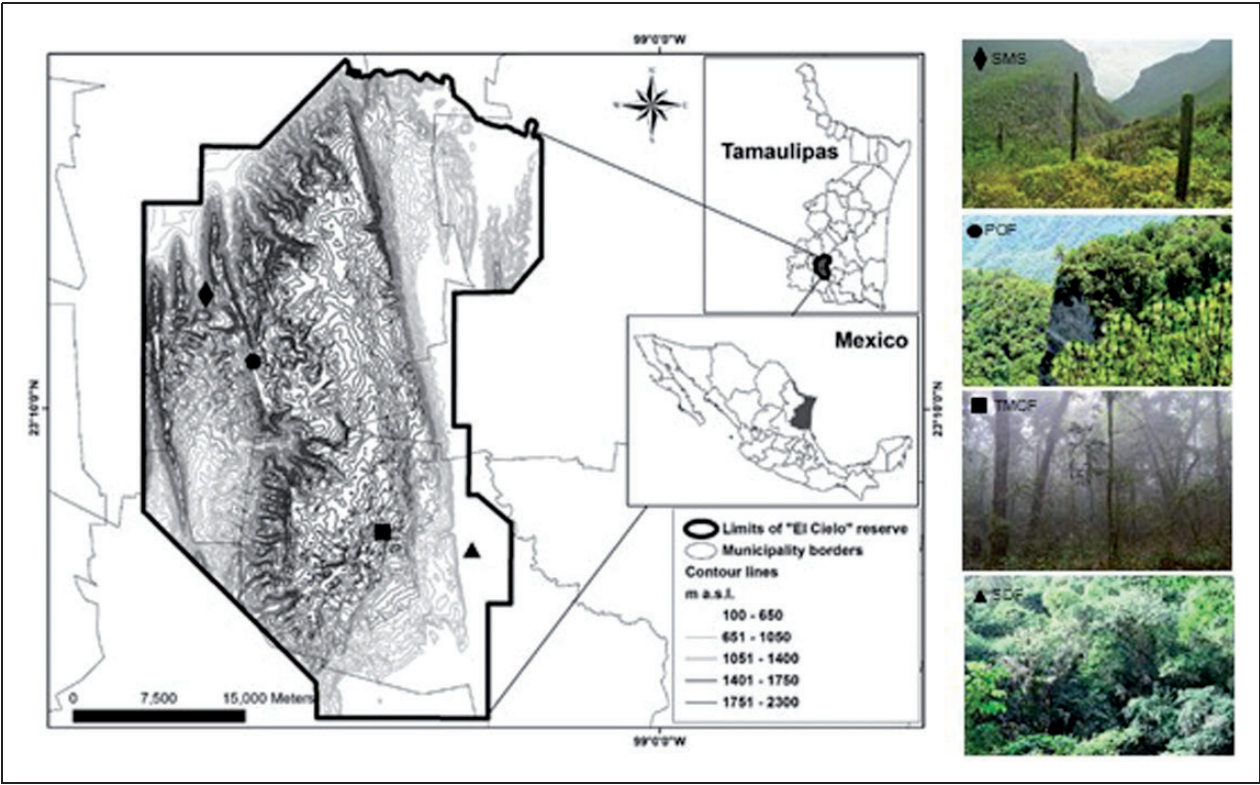 99°0'0"W
Tamaulipas
Mexico
23°10'0"N
23°10'0"N
Limits of "El Cielo" reserve
Municipality borders
Contour lines
m a.s.l.
100 - 650
651 - 1050
1051 - 1400
1401 - 1750
1751 - 2300
0 7,500 15,000 Meters
99°0'0"W
SMS
POF
TMCF
SDF